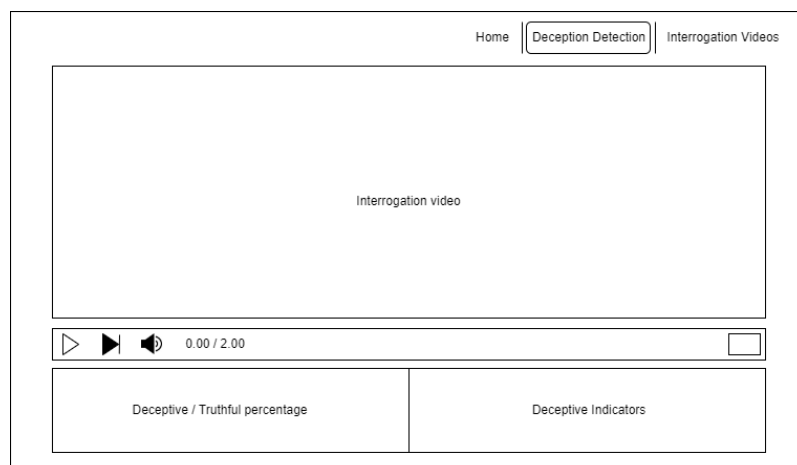 Home
Deception Detection
Interrogation Videos
Interrogation video
0.00 / 2.00
Deceptive / Truthful percentage
Deceptive Indicators